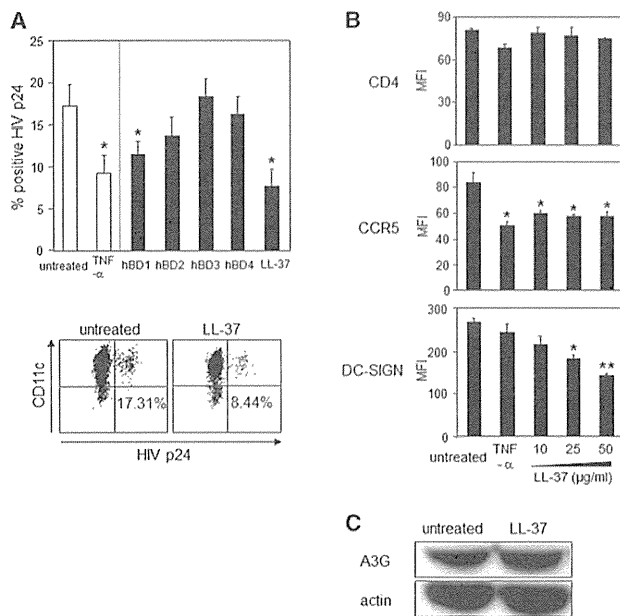 A
25
20
15
10
5
0
% positive HIV p24
*
*
*
untreated TNF-α hBD1 hBD2 hBD3 hBD4 LL-37
untreated LL-37
CD11c
17.31% 8.44%
HIV p24
B
CD4
MFI
90
60
30
0
CCR5
MFI
100
80
60
40
20
0
* * * *
DC-SIGN
MFI
300
200
100
0
* **
untreated TNF-α 10 25 50
LL-37 (µg/ml)
C
untreated LL-37
A3G
actin